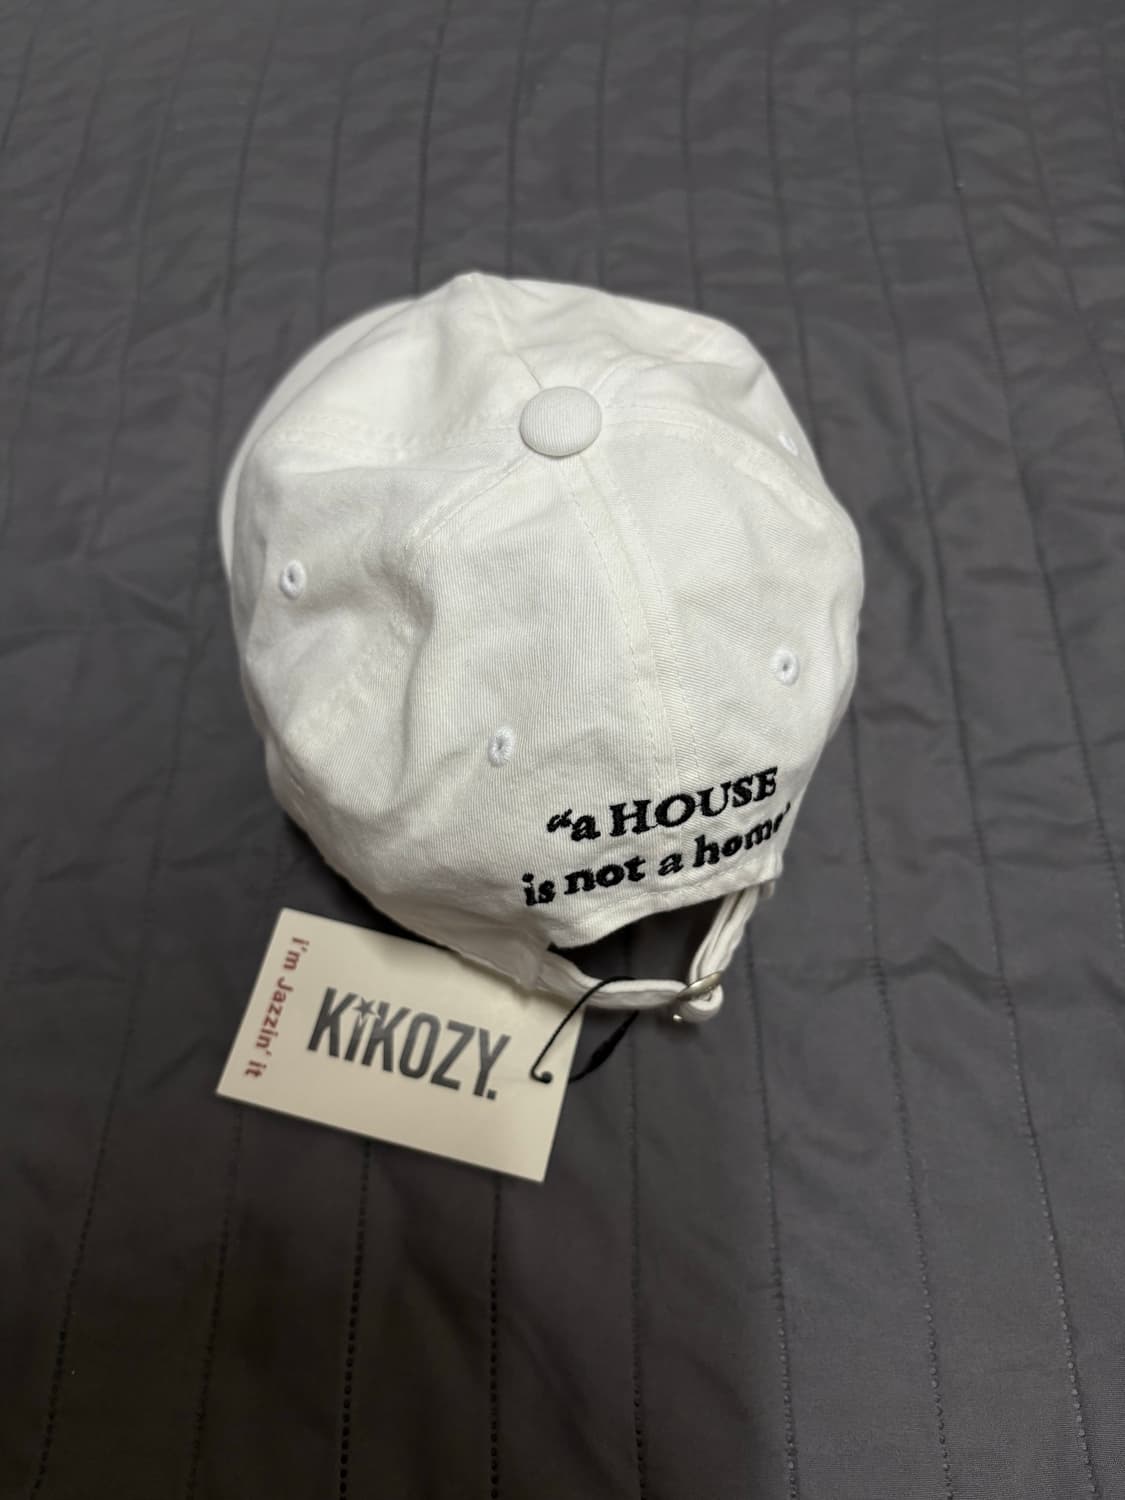 “a HOUSE
is not a home”
i'm Jazzin' it
KiKOZY.